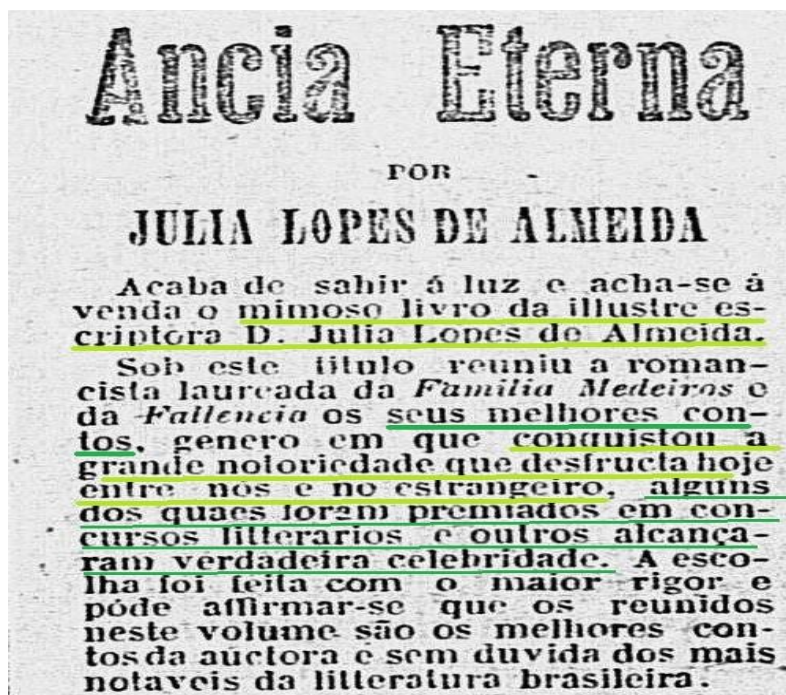 Ancia Eterna
POR
JULIA LOPES DE ALMEIDA
Acaba de sahir á luz e acha-se á
venda o mimoso livro da illustre es-
criptora D. Julia Lopes de Almeida.
Sob este titulo reuniu a roman-
cista laureada da Familia Medeiros e
da Fallencia os seus melhores con-
tos, genero em que conquistou a
grande notoriedade que desfructa hoje
entre nós e no estrangeiro, alguns
dos quaes foram premiados em con-
cursos litterarios e outros alcança-
ram verdadeira celebridade. A esco-
lha foi feita com o maior rigor e
póde affirmar-se que os reunidos
neste volume são os melhores con-
tos da auctora e sem duvida dos mais
notaveis da litteratura brasileira.